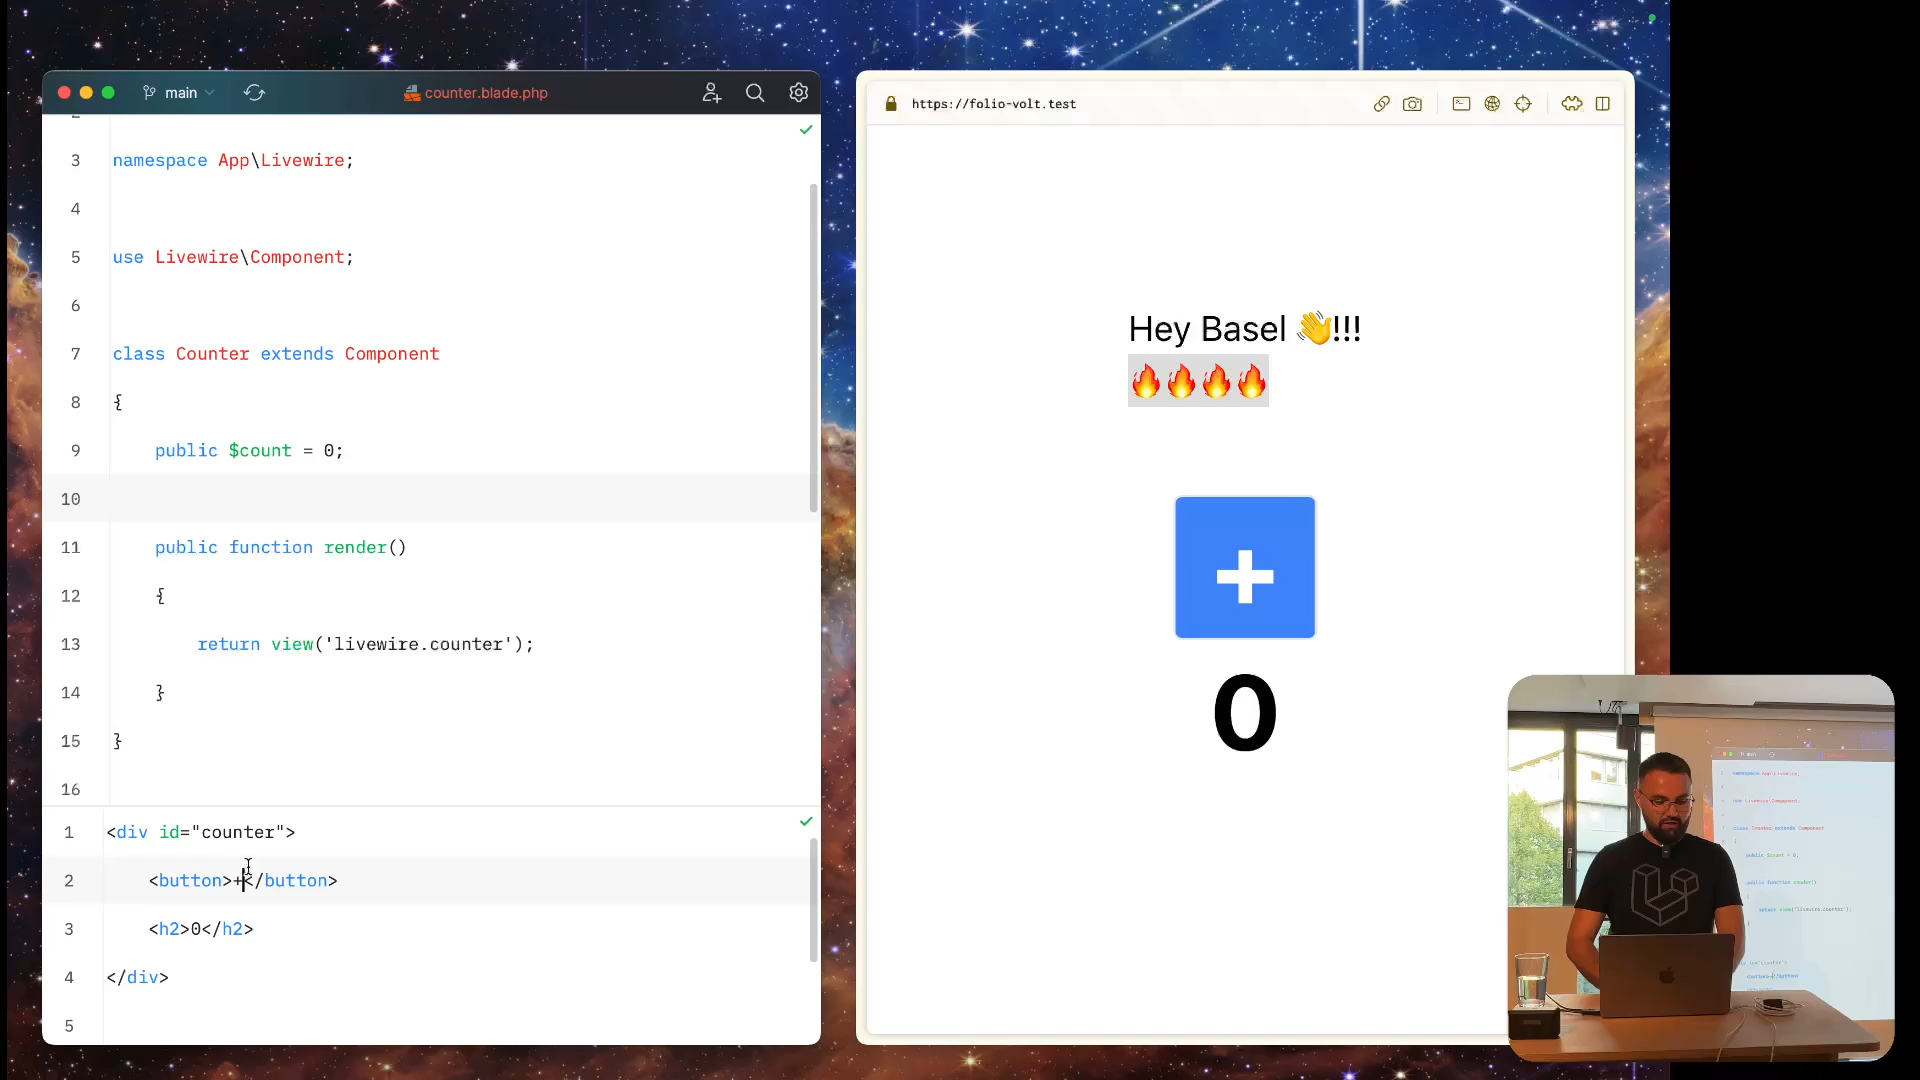 main
counter.blade.php
2
3 namespace App\Livewire;
4
5 use Livewire\Component;
6
7 class Counter extends Component
8 {
9 public $count = 0;
10
11 public function render()
12 {
13 return view('livewire.counter');
14 }
15 }
16
1 <div id="counter">
2 <button>+</button>
3 <h2>0</h2>
4 </div>
5
https://folio-volt.test
Hey Basel 👋!!!
🔥🔥🔥🔥
+
0